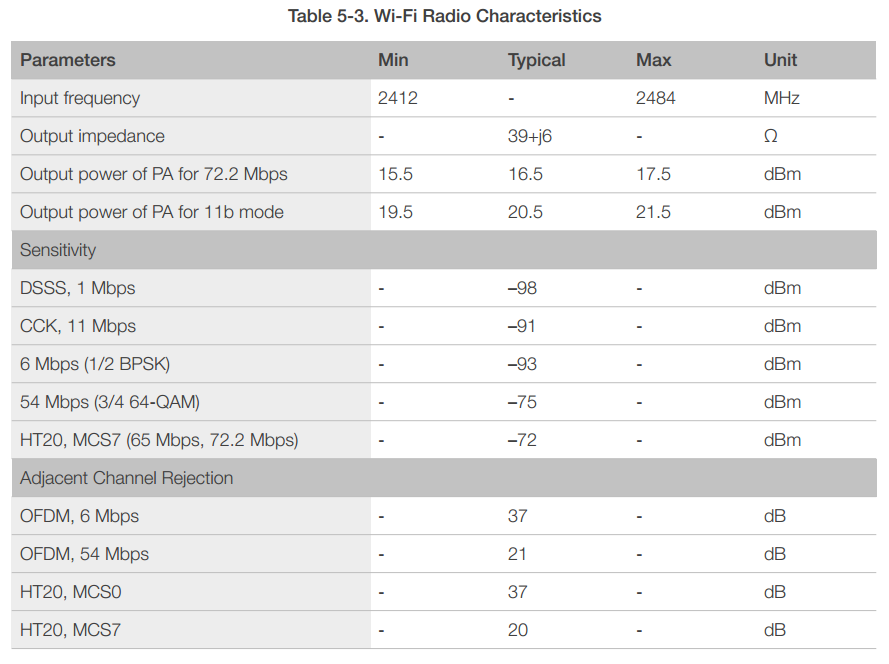 Table 5-3. Wi-Fi Radio Characteristics
Parameters Min Typical Max Unit
Input frequency 2412 - 2484 MHz
Output impedance - 39+j6 - Ω
Output power of PA for 72.2 Mbps 15.5 16.5 17.5 dBm
Output power of PA for 11b mode 19.5 20.5 21.5 dBm
Sensitivity
DSSS, 1 Mbps - –98 - dBm
CCK, 11 Mbps - –91 - dBm
6 Mbps (1/2 BPSK) - –93 - dBm
54 Mbps (3/4 64-QAM) - –75 - dBm
HT20, MCS7 (65 Mbps, 72.2 Mbps) - –72 - dBm
Adjacent Channel Rejection
OFDM, 6 Mbps - 37 - dB
OFDM, 54 Mbps - 21 - dB
HT20, MCS0 - 37 - dB
HT20, MCS7 - 20 - dB